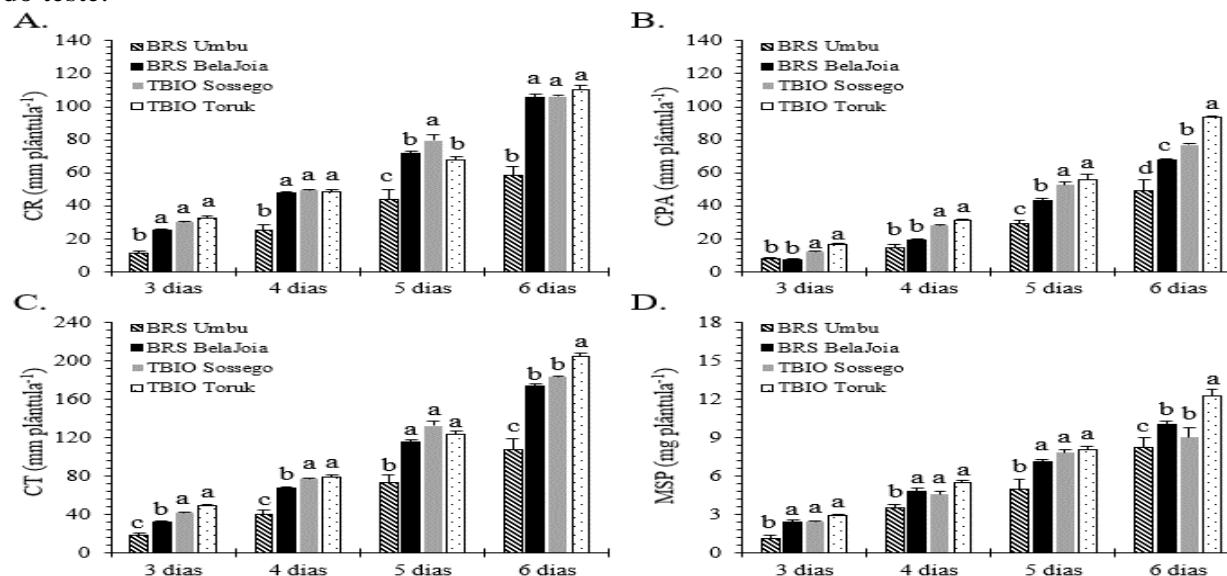 do teste.
A.
140
120
100
80
60
40
20
0
CR (mm plântula-1)
BRS Umbu
BRS BelaJoia
TBIO Sossego
TBIO Toruk
b a a a
b a a a
c b a b
b a a a
3 dias 4 dias 5 dias 6 dias
B.
140
120
100
80
60
40
20
0
CPA (mm plântula-1)
BRS Umbu
BRS BelaJoia
TBIO Sossego
TBIO Toruk
b b a a
b b a a
c b a a
d c b a
3 dias 4 dias 5 dias 6 dias
C.
240
200
160
120
80
40
0
CT (mm plântula-1)
BRS Umbu
BRS BelaJoia
TBIO Sossego
TBIO Toruk
c b a a
c b a a
b a a a
c b b a
3 dias 4 dias 5 dias 6 dias
D.
18
15
12
9
6
3
0
MSP (mg plântula-1)
BRS Umbu
BRS BelaJoia
TBIO Sossego
TBIO Toruk
b a a a
b a a a
b a a a
c b b a
3 dias 4 dias 5 dias 6 dias